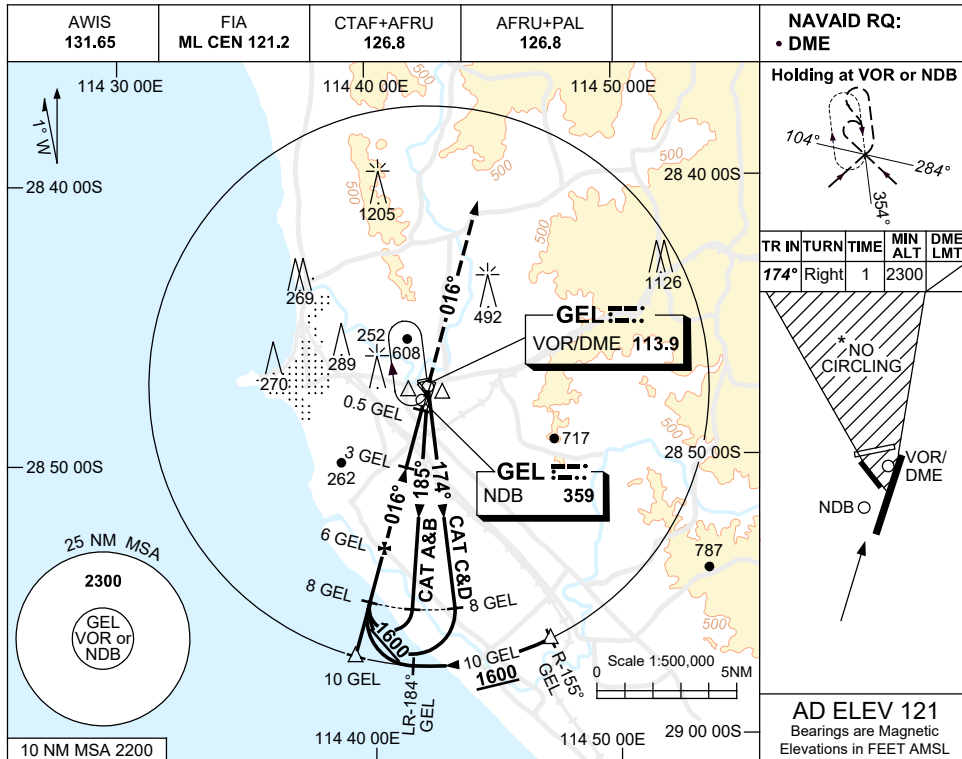 AWIS
131.65
FIA
ML CEN 121.2
CTAF+AFRU
126.8
AFRU+PAL
126.8
NAVAID RQ:
• DME
114 30 00E
114 40 00E
114 50 00E
1° W
28 40 00S
28 40 00S
500
500
500
500
500
500
500
1205
269
270
289
252
608
492
1126
016°
GEL
VOR/DME 113.9
0.5 GEL
717
28 50 00S
28 50 00S
3 GEL
262
GEL
NDB 359
016°
185°
174°
CAT A&B
CAT C&D
6 GEL
8 GEL
8 GEL
787
25 NM MSA
2300
GEL
VOR or
NDB
1600
10 GEL
10 GEL
1600
LR-184°
GEL
R-155°
GEL
Scale 1:500,000
0
5NM
114 40 00E
114 50 00E
29 00 00S
10 NM MSA 2200
Holding at VOR or NDB
104°
284°
354°
TR IN TURN TIME MIN ALT DME LMT
174° Right 1 2300
*NO
CIRCLING
VOR/
DME
NDB
AD ELEV 121
Bearings are Magnetic
Elevations in FEET AMSL